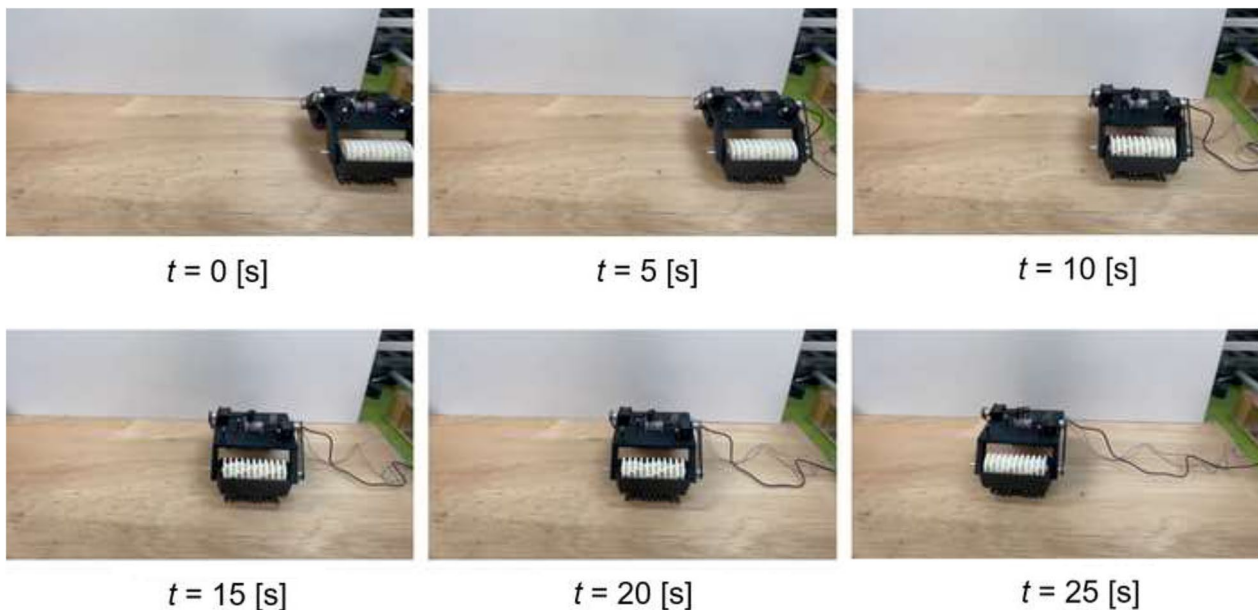 t = 0 [s]
t = 5 [s]
t = 10 [s]
t = 15 [s]
t = 20 [s]
t = 25 [s]